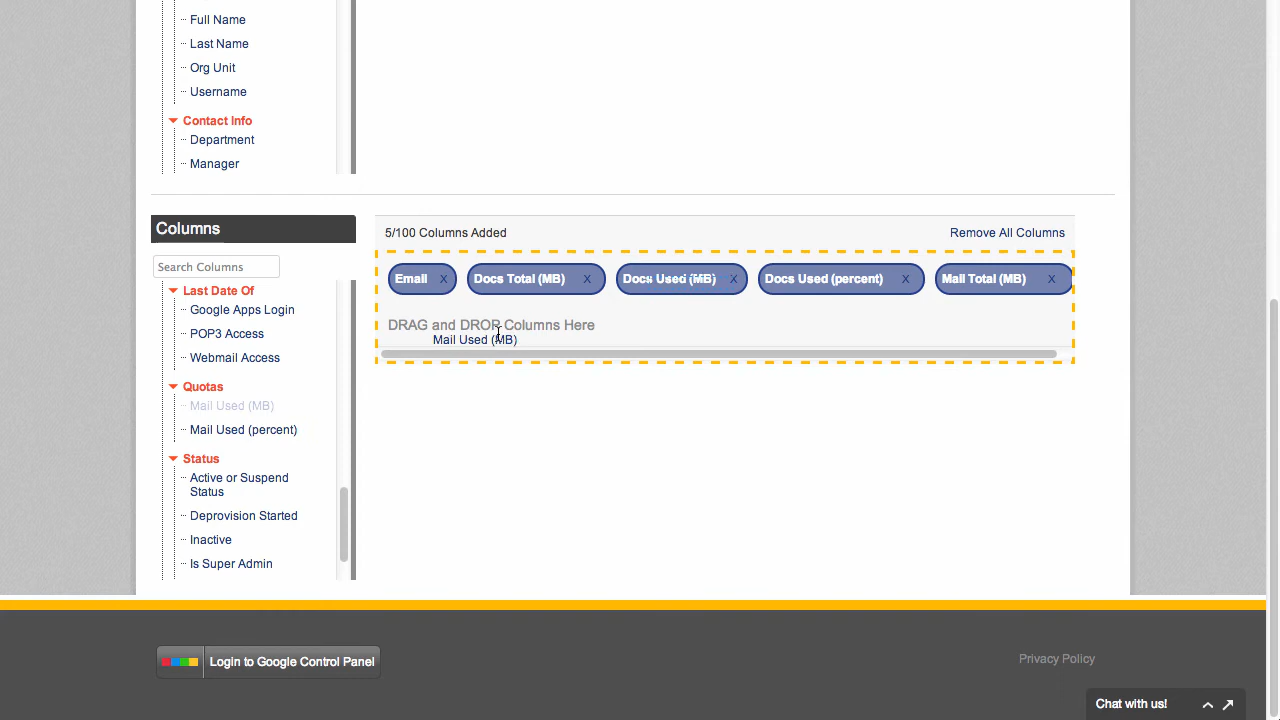 Full Name
Last Name
Org Unit
Username
Contact Info
Department
Manager
Columns
Search Columns
Last Date Of
Google Apps Login
POP3 Access
Webmail Access
Quotas
Mail Used (MB)
Mail Used (percent)
Status
Active or Suspend
Status
Deprovision Started
Inactive
Is Super Admin
5/100 Columns Added
Remove All Columns
Email X Docs Total (MB) X Docs Used (MB) X Docs Used (percent) X Mail Total (MB) X
DRAG and DROP Columns Here
Mail Used (MB)
Login to Google Control Panel
Privacy Policy
Chat with us!